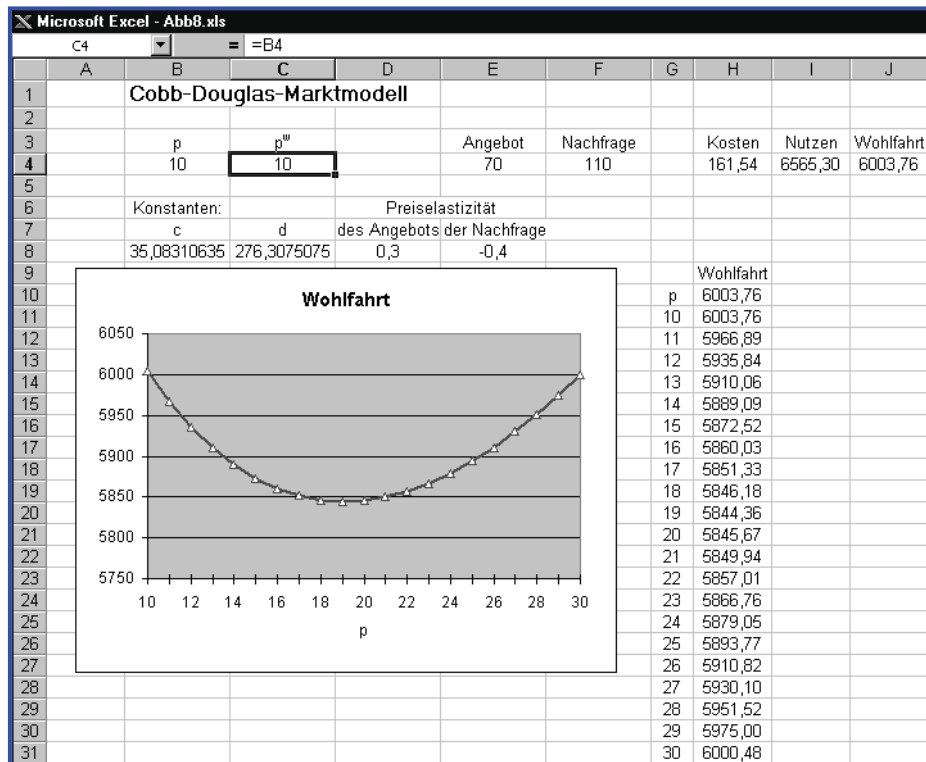 Microsoft Excel - Abb8.xls
C4 = =B4
A B C D E F G H I J
1 Cobb-Douglas-Marktmodell
2
3 p pʷ Angebot Nachfrage Kosten Nutzen Wohlfahrt
4 10 10 70 110 161,54 6565,30 6003,76
5
6 Konstanten: Preiselastizität
7 c d des Angebots der Nachfrage
8 35,08310635 276,3075075 0,3 -0,4
9 Wohlfahrt
10 p 6003,76
11 10 6003,76
12 11 5966,89
13 12 5935,84
14 13 5910,06
15 14 5889,09
16 15 5872,52
17 16 5860,03
18 17 5851,33
19 18 5846,18
20 19 5844,36
21 20 5845,67
22 21 5849,94
23 22 5857,01
24 23 5866,76
25 24 5879,05
26 25 5893,77
27 26 5910,82
28 27 5930,10
29 28 5951,52
30 29 5975,00
31 30 6000,48
Wohlfahrt
6050
6000
5950
5900
5850
5800
5750
10 12 14 16 18 20 22 24 26 28 30
p